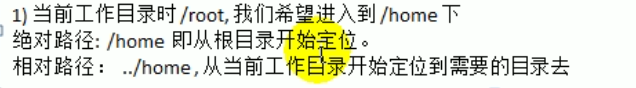 1) 当前工作目录时 /root, 我们希望进入到 /home 下
绝对路径: /home 即从根目录开始定位。
相对路径： ../home , 从当前工作目录开始定位到需要的目录去